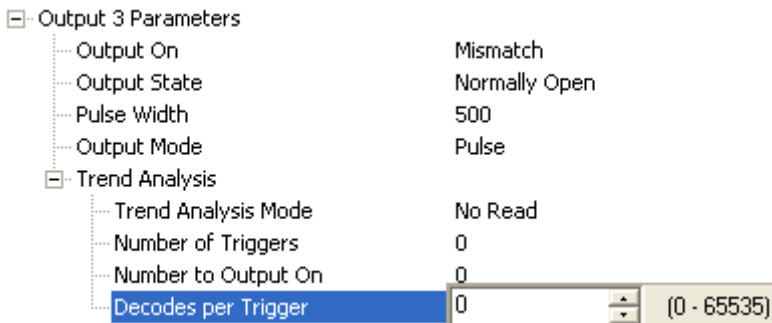 Output 3 Parameters
Output On Mismatch
Output State Normally Open
Pulse Width 500
Output Mode Pulse
Trend Analysis
Trend Analysis Mode No Read
Number of Triggers 0
Number to Output On 0
Decodes per Trigger 0 (0 - 65535)